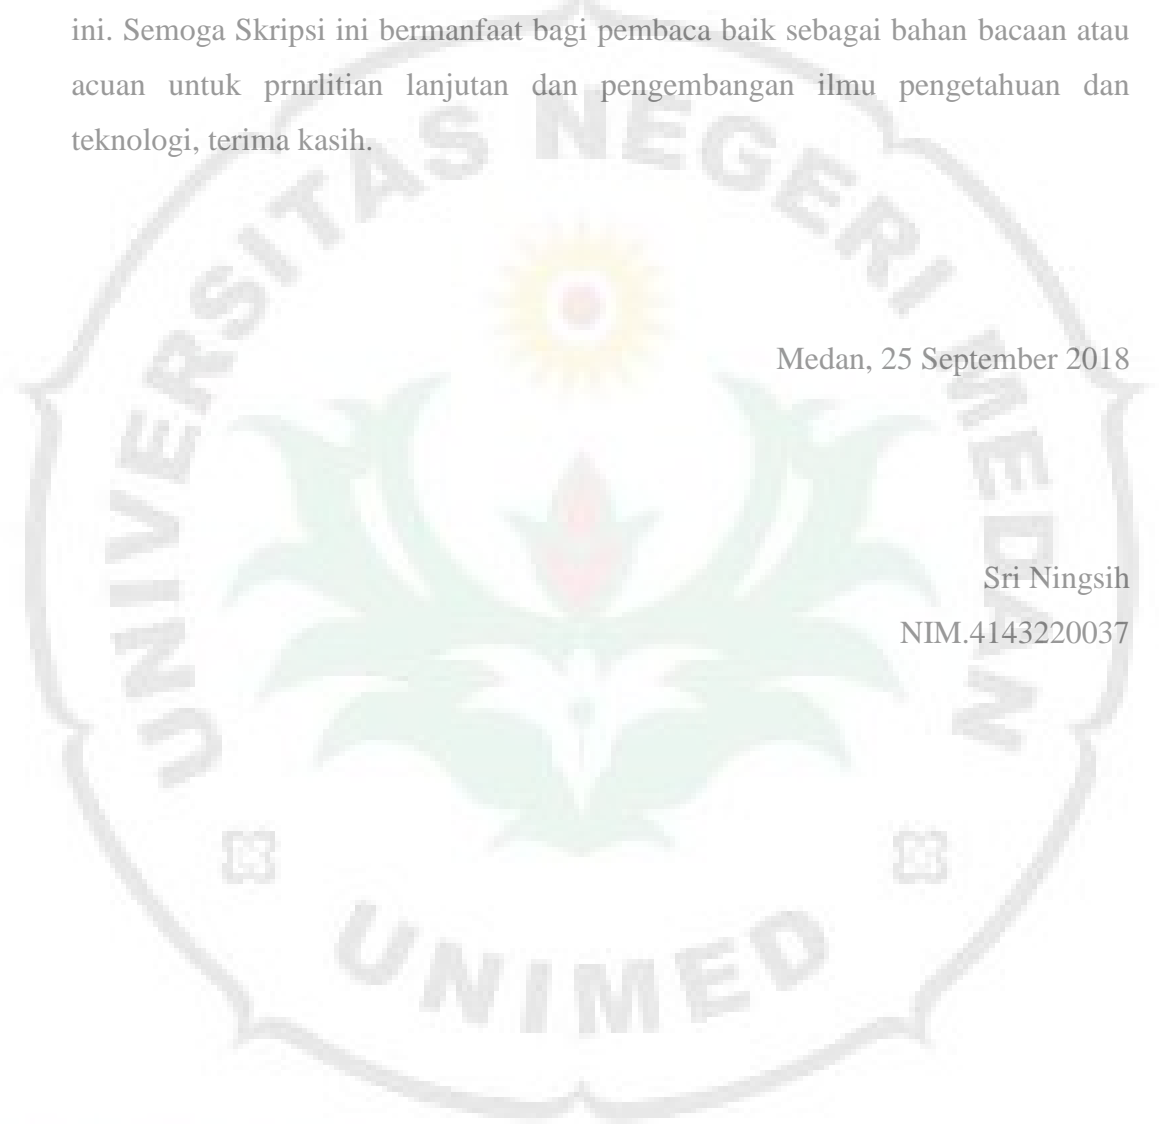 ini. Semoga Skripsi ini bermanfaat bagi pembaca baik sebagai bahan bacaan atau
acuan untuk prnrlitian lanjutan dan pengembangan ilmu pengetahuan dan
teknologi, terima kasih.
UNIVERSITAS NEGERI MEDAN
Medan, 25 September 2018
Sri Ningsih
NIM.4143220037
UNIMED